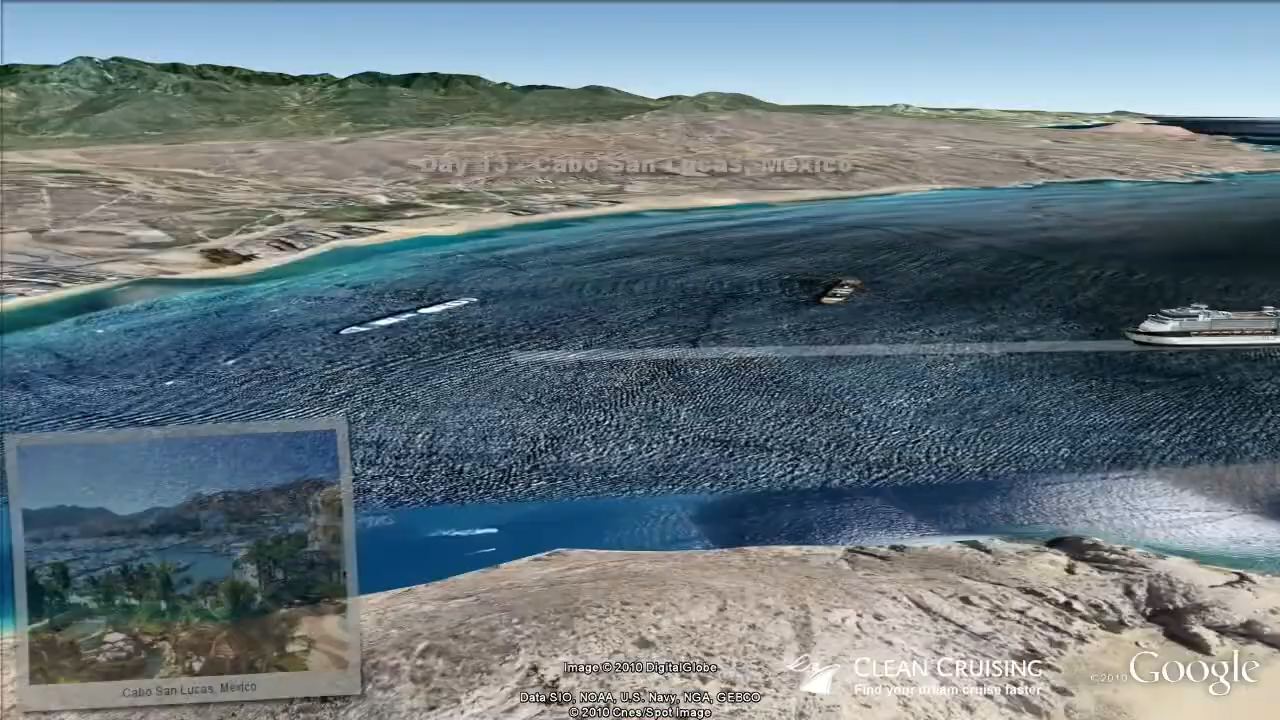 Day 13 - Cabo San Lucas, Mexico
Cabo San Lucas, Mexico
Image © 2010 DigitalGlobe
Data SIO, NOAA, U.S. Navy, NGA, GEBCO
© 2010 Cnes/Spot Image
CLEAN CRUISING
Find your dream cruise faster
©2010 Google